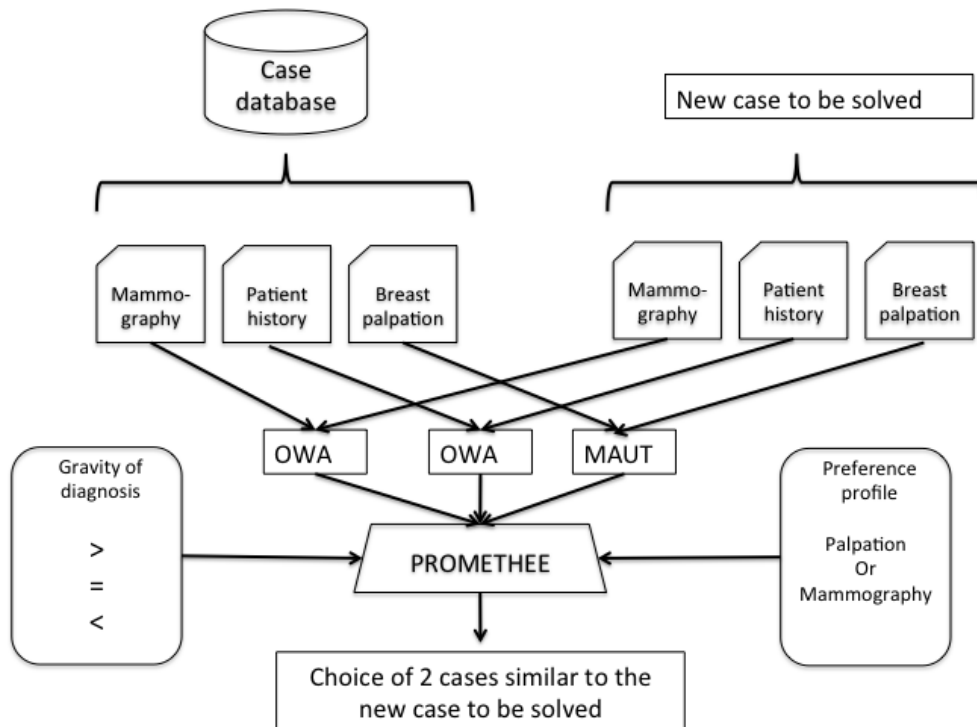 Case
database
New case to be solved
Mammo-
graphy
Patient
history
Breast
palpation
Mammo-
graphy
Patient
history
Breast
palpation
OWA
OWA
MAUT
Gravity of
diagnosis
>
=
<
PROMETHEE
Preference
profile
Palpation
Or
Mammography
Choice of 2 cases similar to the
new case to be solved